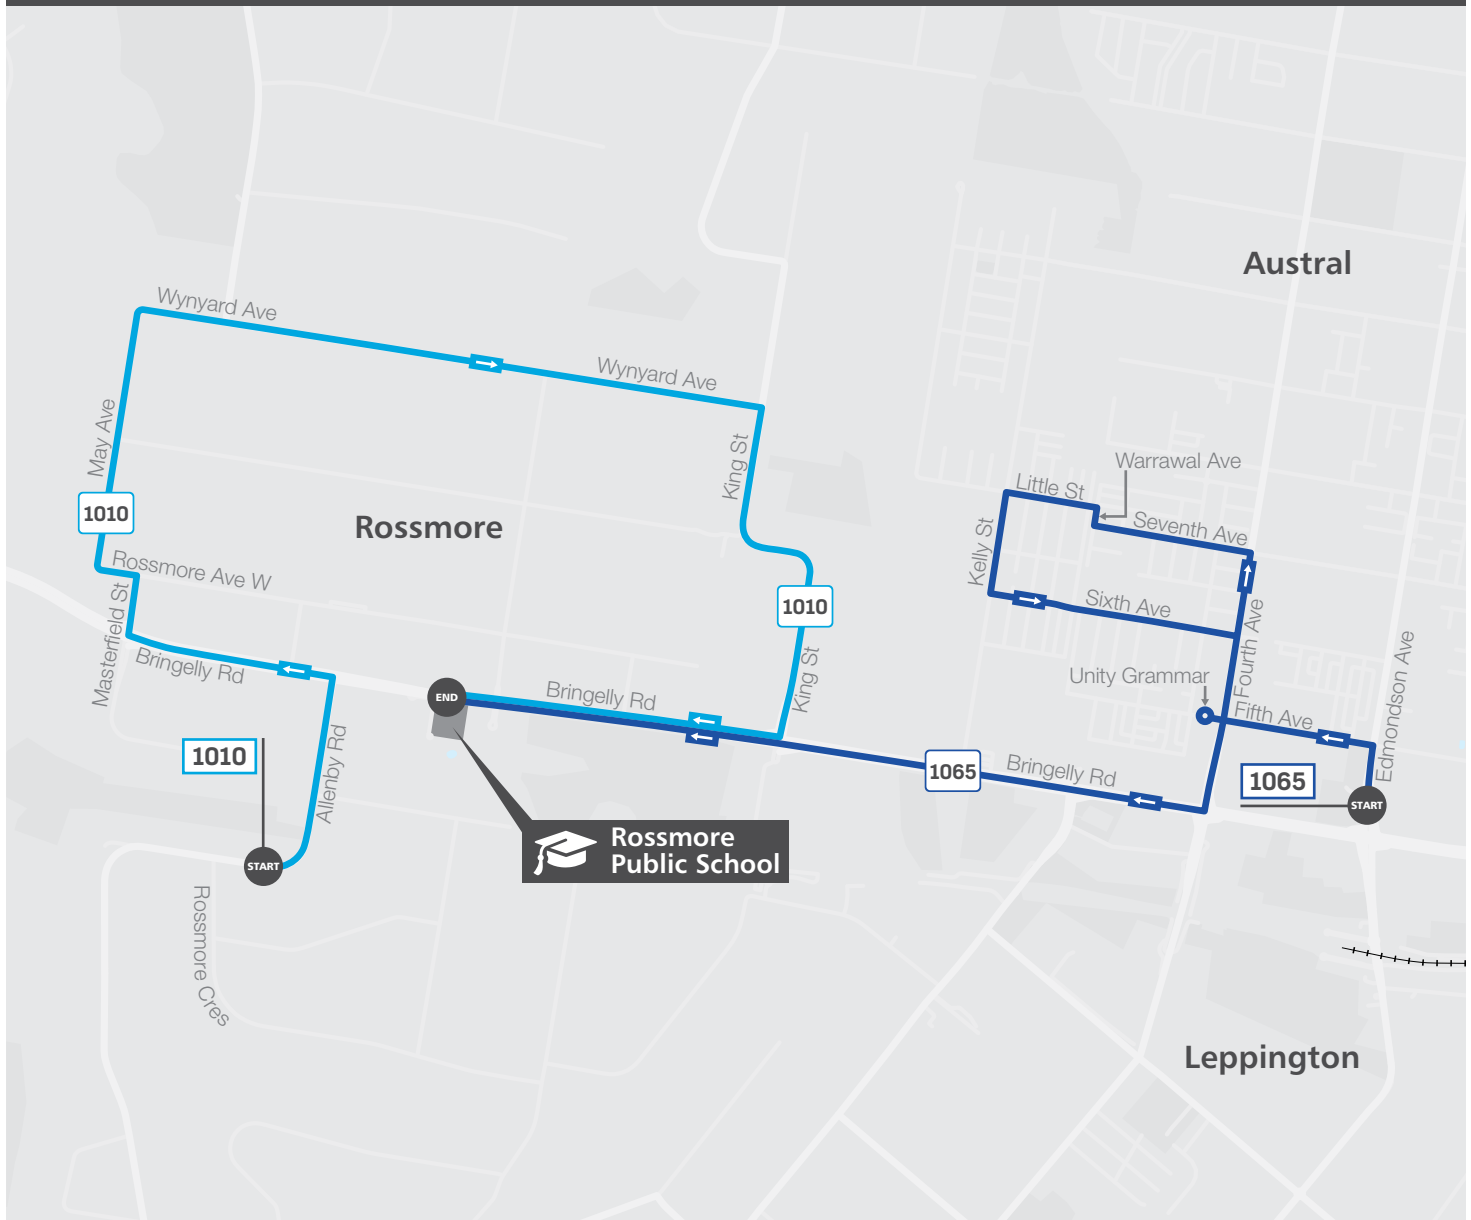 Austral
Wynyard Ave
Wynyard Ave
May Ave
King St
Warrawal Ave
Little St
Seventh Ave
1010
Rossmore
Kelly St
Rossmore Ave W
Sixth Ave
1010
Masterfield St
Fourth Ave
Bringelly Rd
King St
Unity Grammar
Edmondson Ave
END
Bringelly Rd
Fifth Ave
1010
Allenby Rd
1065
Bringelly Rd
1065
START
Rossmore
Public School
START
Rossmore Cres
Leppington